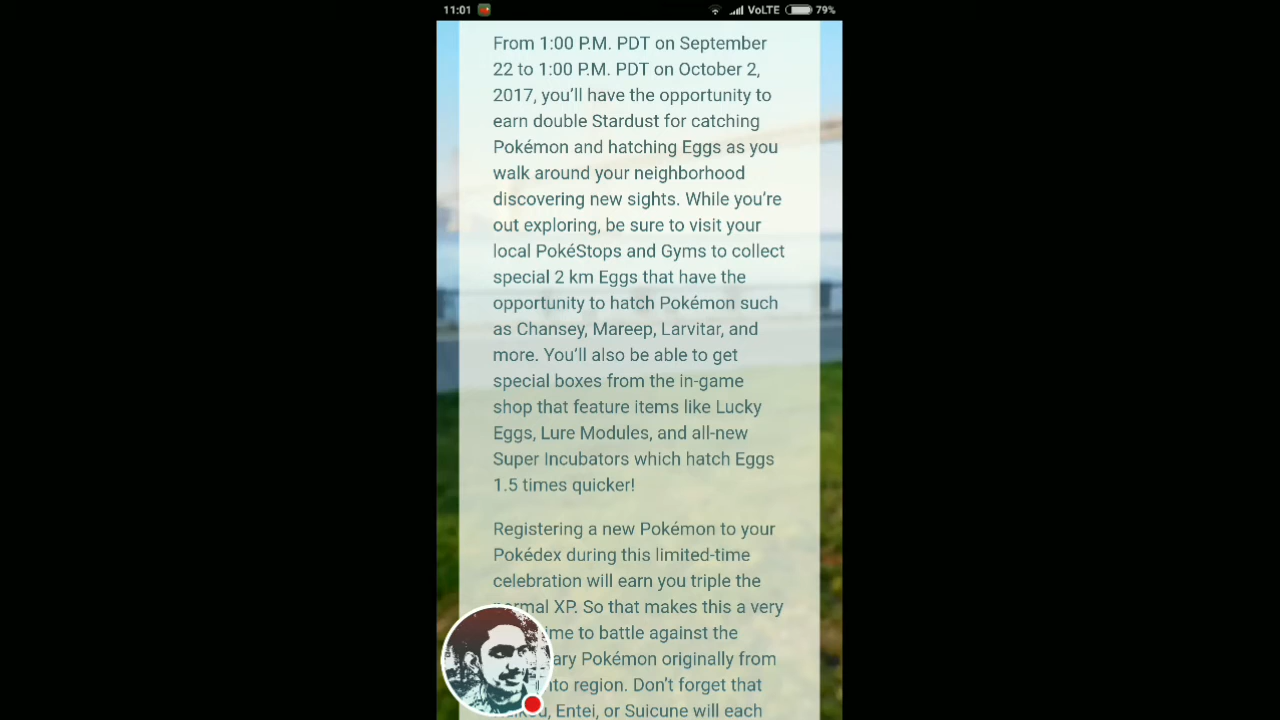 11:01 VoLTE 79%
From 1:00 P.M. PDT on September
22 to 1:00 P.M. PDT on October 2,
2017, you’ll have the opportunity to
earn double Stardust for catching
Pokémon and hatching Eggs as you
walk around your neighborhood
discovering new sights. While you’re
out exploring, be sure to visit your
local PokéStops and Gyms to collect
special 2 km Eggs that have the
opportunity to hatch Pokémon such
as Chansey, Mareep, Larvitar, and
more. You’ll also be able to get
special boxes from the in-game
shop that feature items like Lucky
Eggs, Lure Modules, and all-new
Super Incubators which hatch Eggs
1.5 times quicker!
Registering a new Pokémon to your
Pokédex during this limited-time
celebration will earn you triple the
XP. So that makes this a very
to battle against the
Pokémon originally from
region. Don’t forget that
Entei, or Suicune will each